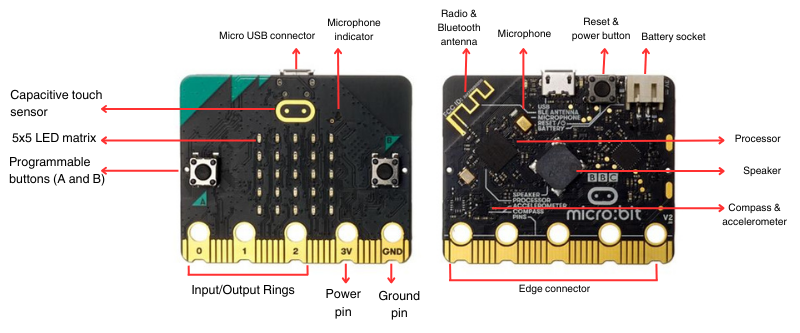 Micro USB connector
Microphone
indicator
Capacitive touch
sensor
5x5 LED matrix
Programmable
buttons (A and B)
A
B
0
1
2
3V
GND
Input/Output Rings
Power
pin
Ground
pin
Radio &
Bluetooth
antenna
Microphone
Reset &
power button
Battery socket
USB
BLE ANTENNA
MICROPHONE
RESET
BATTERY
Processor
Speaker
BBC
micro:bit
V2
SPEAKER
PROCESSOR
ACCELEROMETER
COMPASS
PINS
Compass &
accelerometer
Edge connector